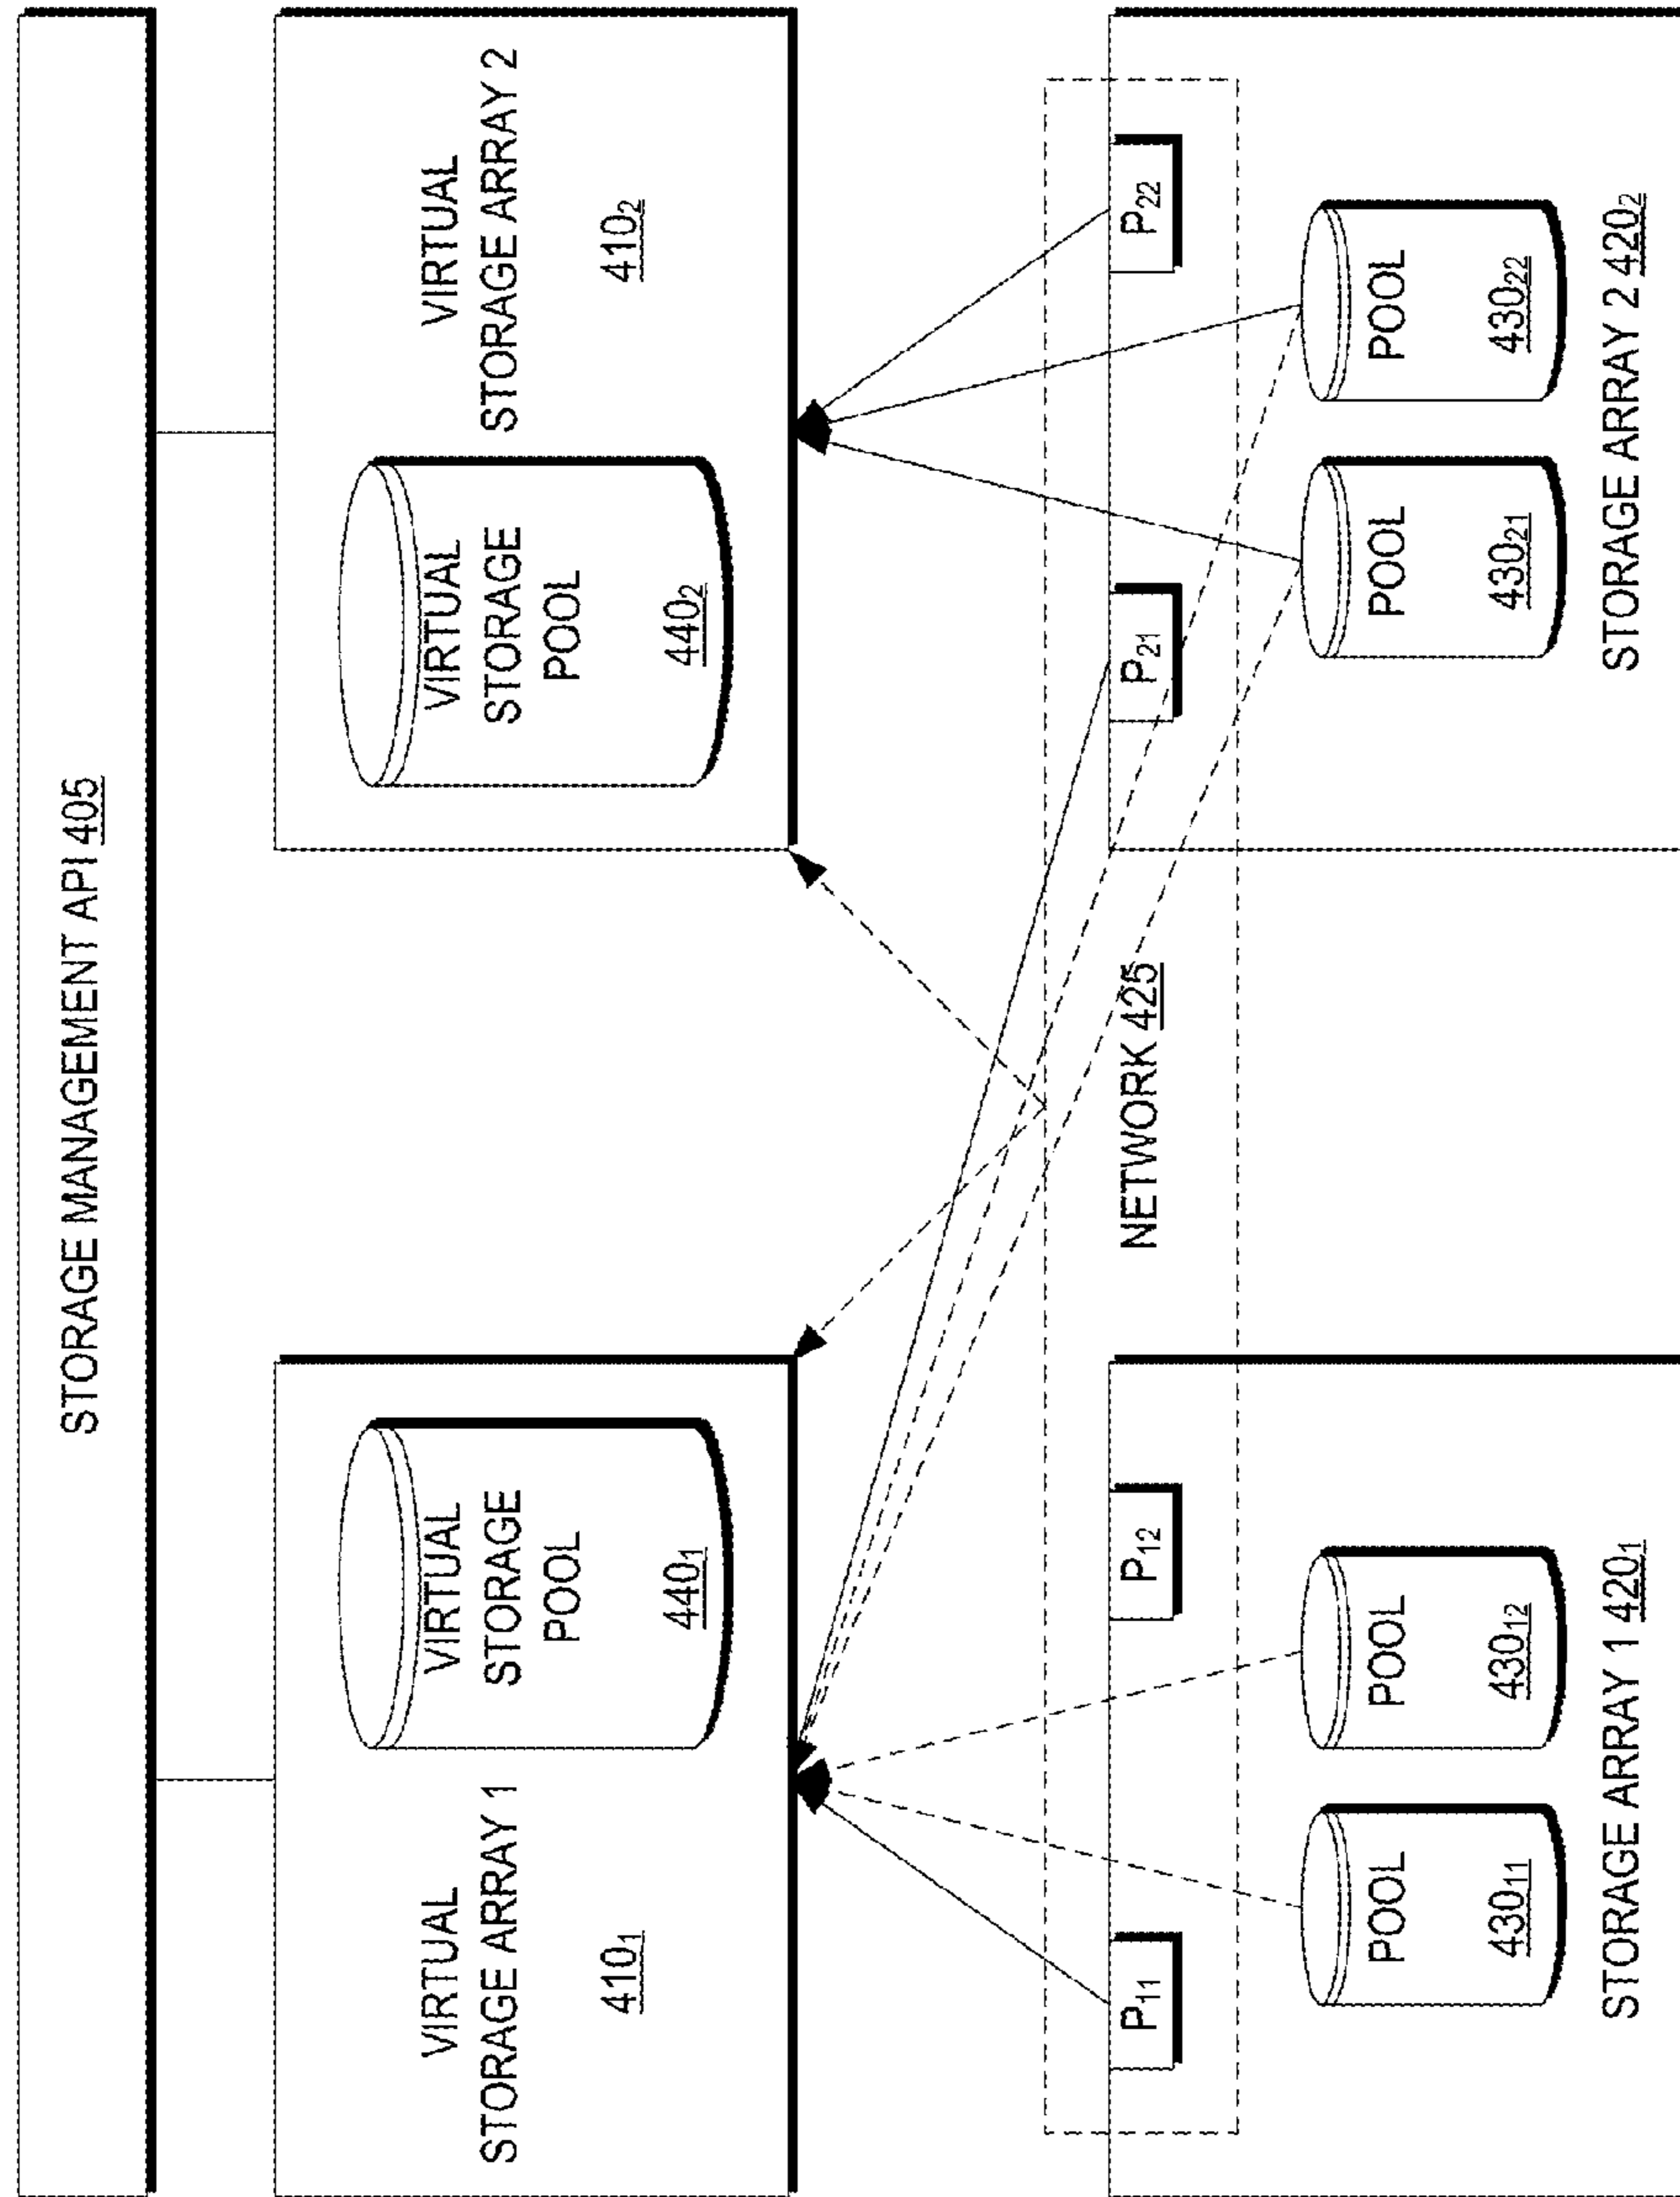 STORAGE MANAGEMENT API 405
VIRTUAL
STORAGE ARRAY 1
410₁
VIRTUAL
STORAGE
POOL
440₁
VIRTUAL
STORAGE
POOL
440₂
VIRTUAL
STORAGE ARRAY 2
410₂
NETWORK 425
P₁₁
P₁₂
P₂₁
P₂₂
POOL
430₁₁
POOL
430₁₂
STORAGE ARRAY 1 420₁
POOL
430₂₁
POOL
430₂₂
STORAGE ARRAY 2 420₂